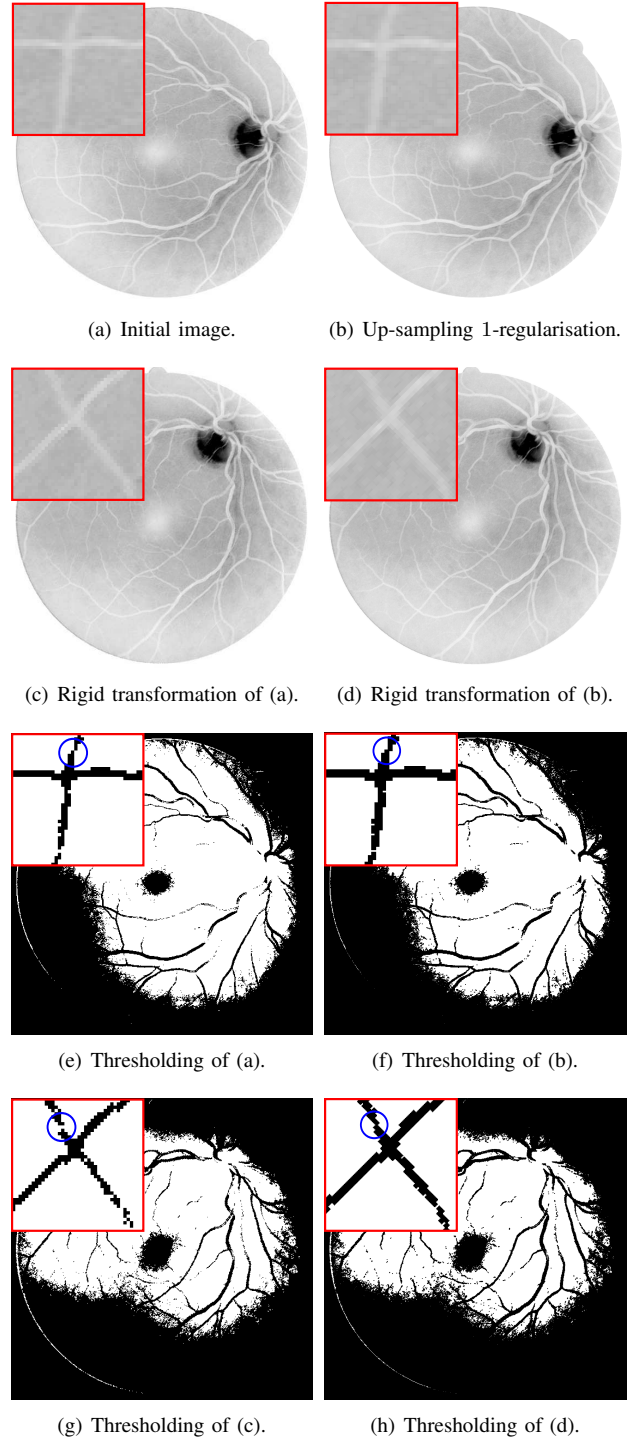 (a) Initial image.
(b) Up-sampling 1-regularisation.
(c) Rigid transformation of (a).
(d) Rigid transformation of (b).
(e) Thresholding of (a).
(f) Thresholding of (b).
(g) Thresholding of (c).
(h) Thresholding of (d).